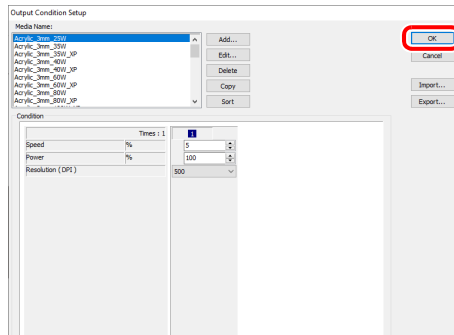 Output Condition Setup
Media Name:
Acrylic_3mm_25W
Acrylic_3mm_35W
Acrylic_3mm_35W_XP
Acrylic_3mm_40W
Acrylic_3mm_40W_XP
Acrylic_3mm_60W
Acrylic_3mm_60W_XP
Acrylic_3mm_80W
Acrylic_3mm_80W_XP
Add...
Edit...
Delete
Copy
Sort
OK
Cancel
Import...
Export...
Condition
Times : 1 1
Speed % 5
Power % 100
Resolution ( DPI ) 500